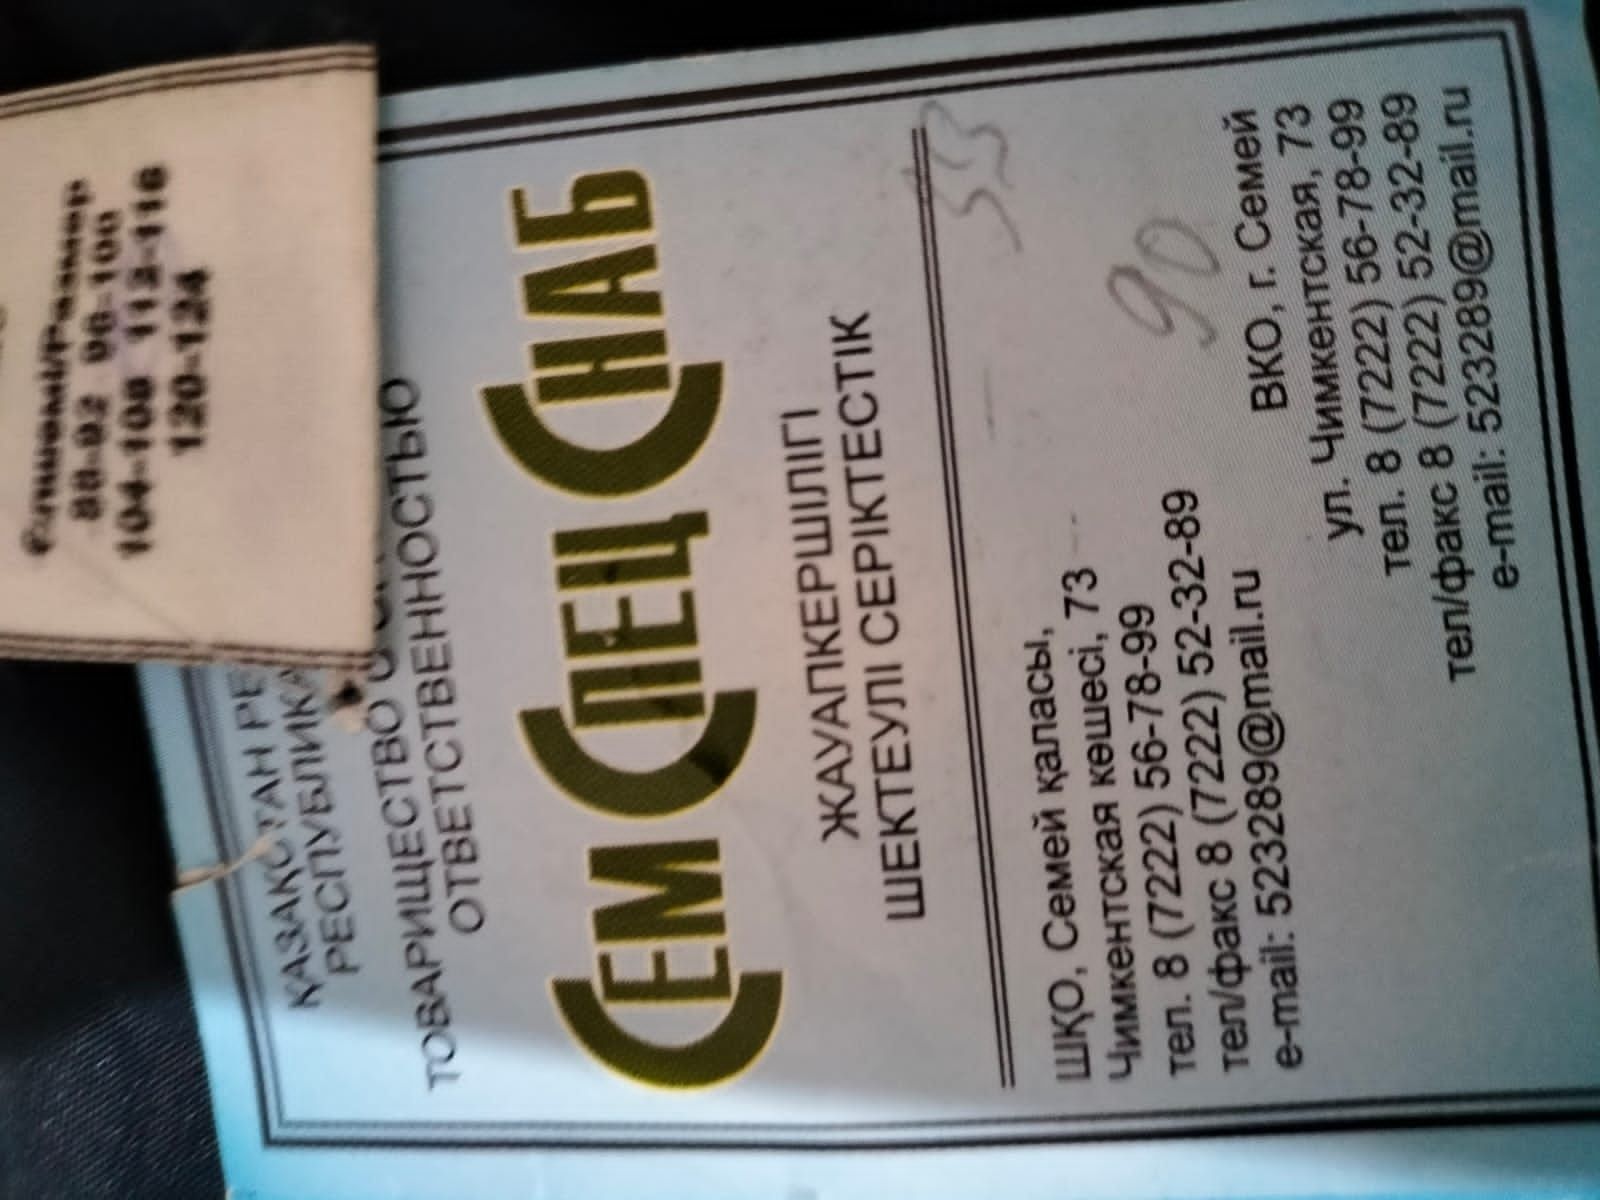 ҚАЗАҚСТАН РЕ
РЕСПУБЛИКА
ТОВАРИЩЕСТВО С
ОТВЕТСТВЕННОСТЬЮ
СЕМСПЕЦСНАБ
ЖАУАПКЕРШІЛІГІ
ШЕКТЕУЛІ СЕРІКТЕСТІК
553
90
ШҚО, Семей қаласы,
Чимкентская көшесі, 73
тел. 8 (7222) 56-78-99
тел/факс 8 (7222) 52-32-89
e-mail: 523289@mail.ru
ВКО, г. Семей
ул. Чимкентская, 73
тел. 8 (7222) 56-78-99
тел/факс 8 (7222) 52-32-89
e-mail: 523289@mail.ru
Өлшемі/Размер
88-92 96-100
104-108 112-116
120-124